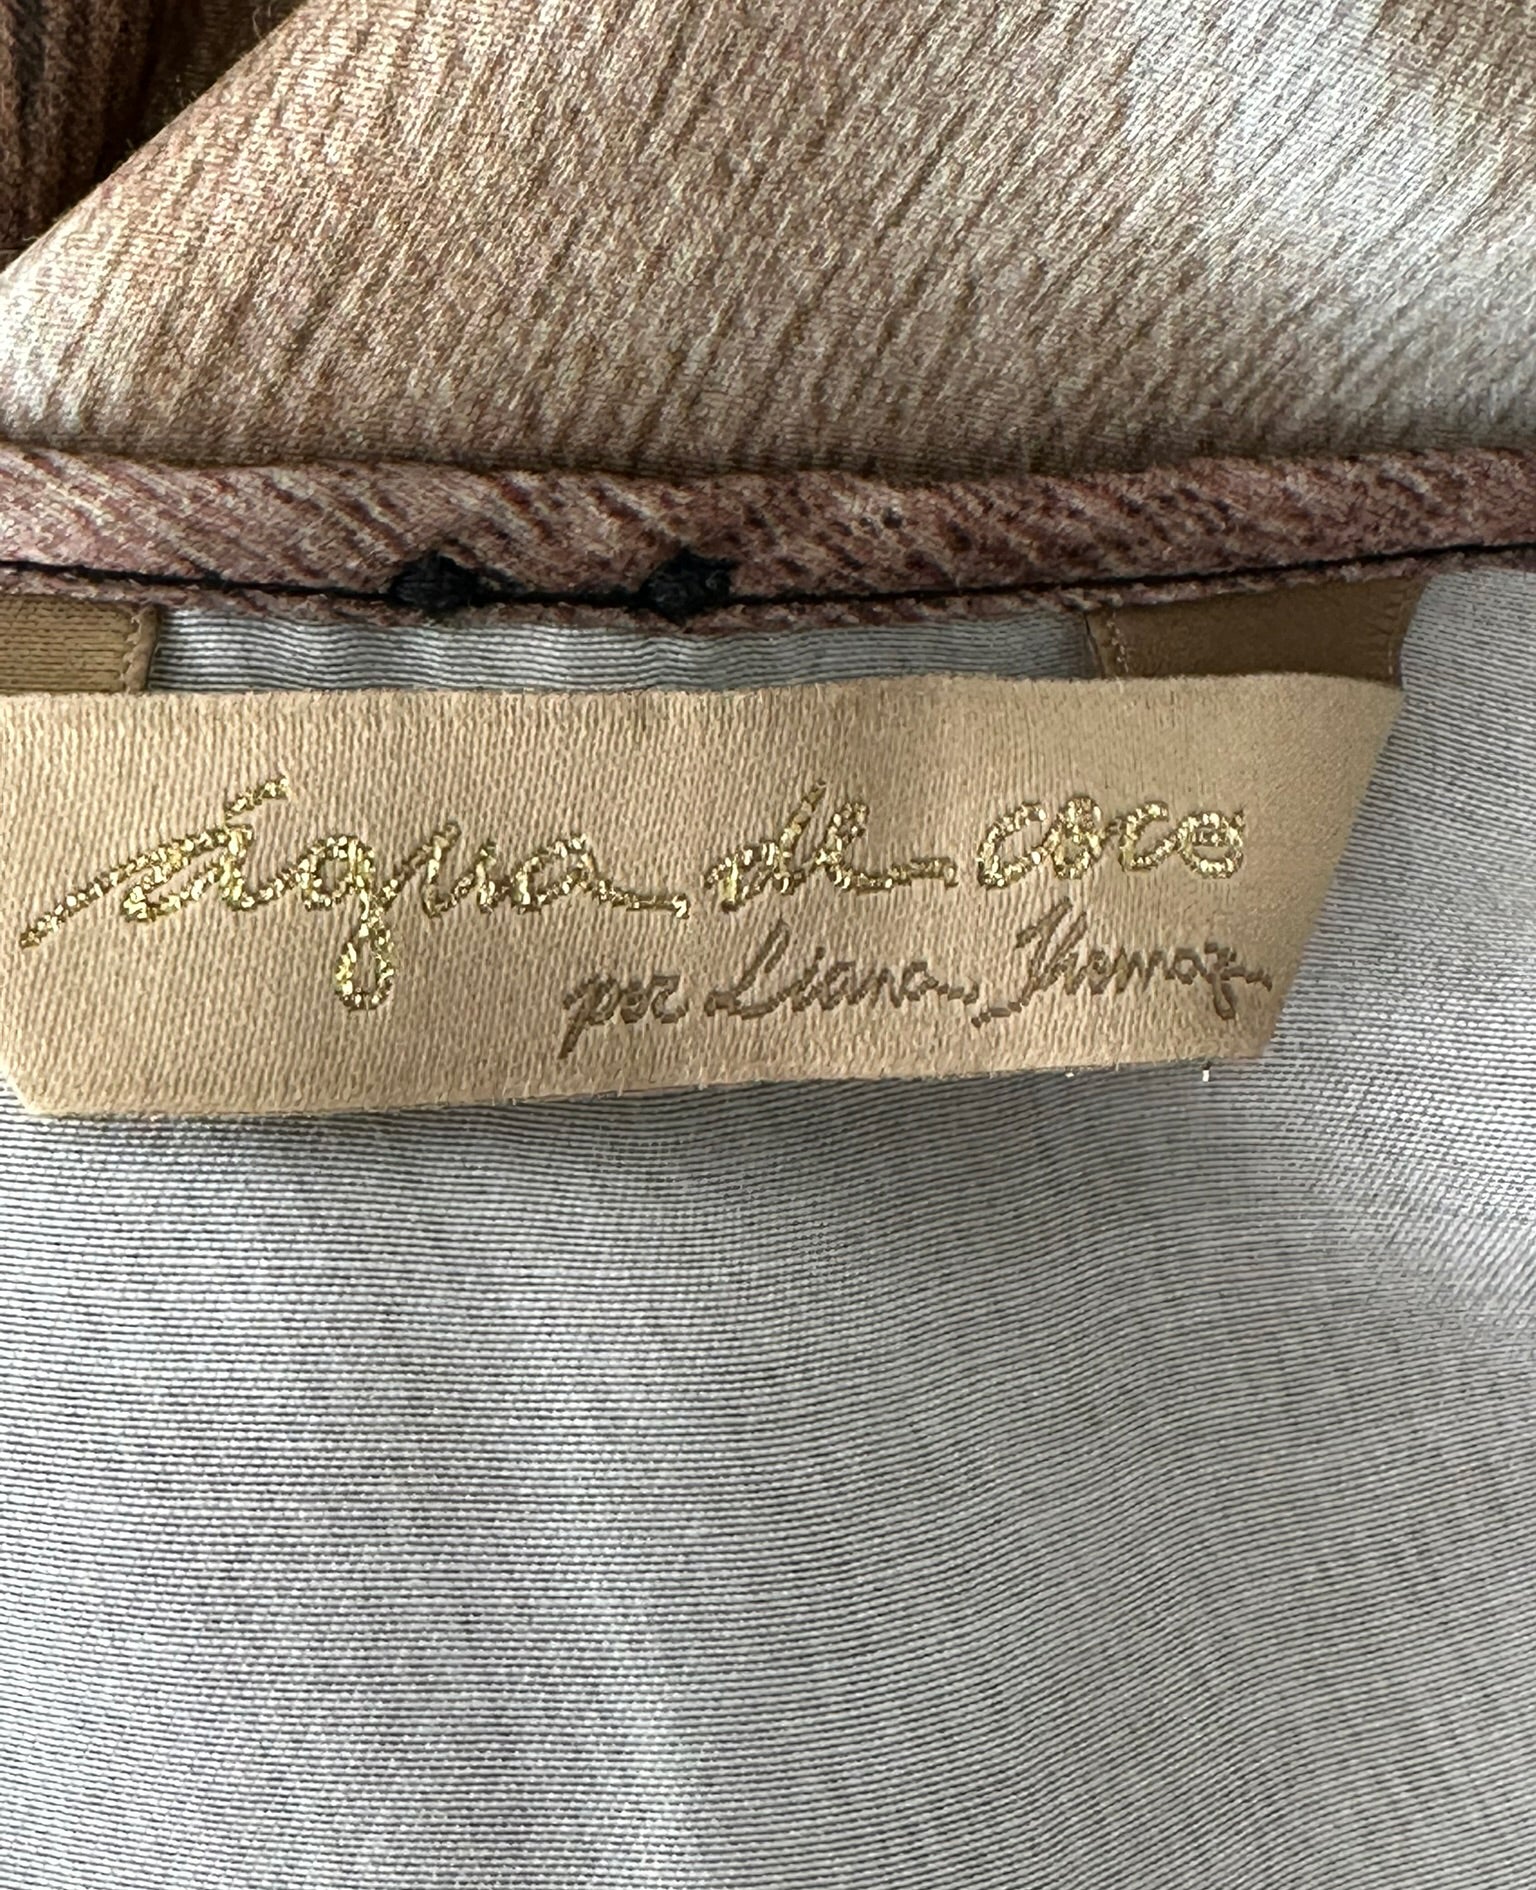 água de coco
por Liana Thomaz